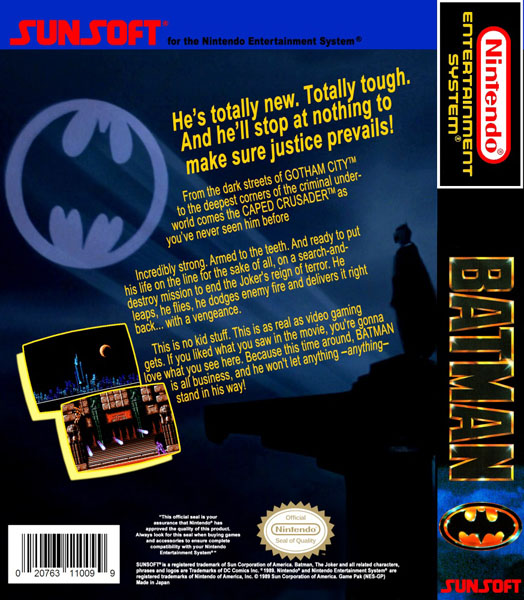 SUNSOFT® for the Nintendo Entertainment System®
He's totally new. Totally tough.
And he'll stop at nothing to
make sure justice prevails!
From the dark streets of GOTHAM CITY™
to the deepest corners of the criminal under-
world comes the CAPED CRUSADER™ as
you've never seen him before
Incredibly strong. Armed to the teeth. And ready to put
his life on the line for the sake of all, on a search-and-
destroy mission to end the Joker's reign of terror. He
leaps, he flies, he dodges enemy fire and delivers it right
back... with a vengeance.
This is no kid stuff. This is as real as video gaming
gets. If you liked what you saw in the movie, you're gonna
love what you see here. Because this time around, BATMAN
is all business, and he won't let anything –anything–
stand in his way!
"This official seal is your
assurance that Nintendo® has
approved the quality of this product.
Always look for this seal when buying games
and accessories to ensure complete
compatibility with your Nintendo
Entertainment System®"
Official
Nintendo
Seal of Quality
0 20763 11009 9
SUNSOFT® is a registered trademark of Sun Corporation of America. Batman, The Joker and all related characters,
phrases and logos are Trademarks of DC Comics Inc. ™ 1989. Nintendo® and Nintendo Entertainment System® are
registered trademarks of Nintendo of America, Inc. © 1989 Sun Corporation of America. Game Pak (NES-GP)
Made in Japan
Nintendo®
ENTERTAINMENT
SYSTEM®
BATMAN
SUNSOFT